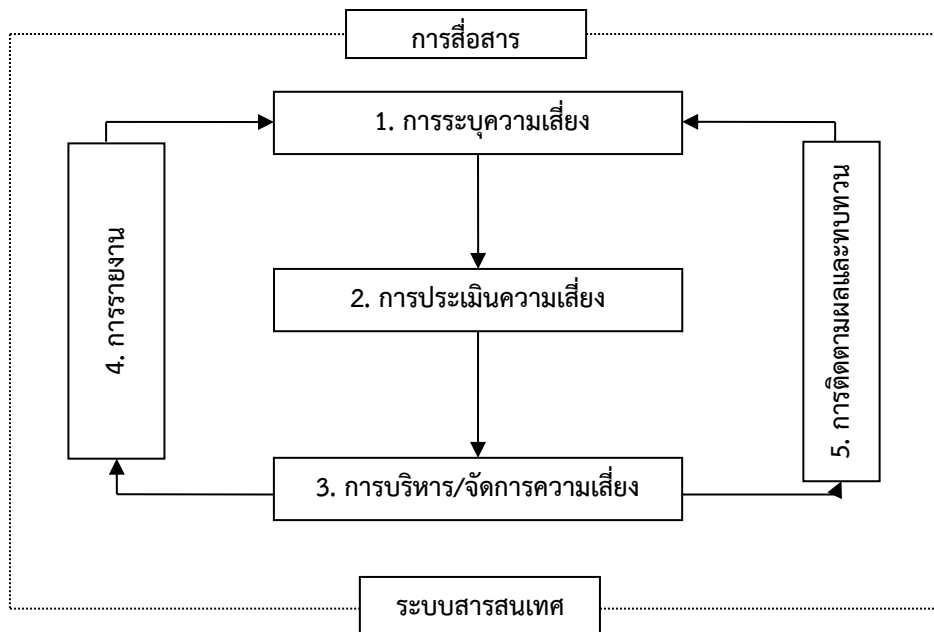 การสื่อสาร
1. การระบุความเสี่ยง
2. การประเมินความเสี่ยง
3. การบริหาร/จัดการความเสี่ยง
4. การรายงาน
5. การติดตามผลและทบทวน
ระบบสารสนเทศ